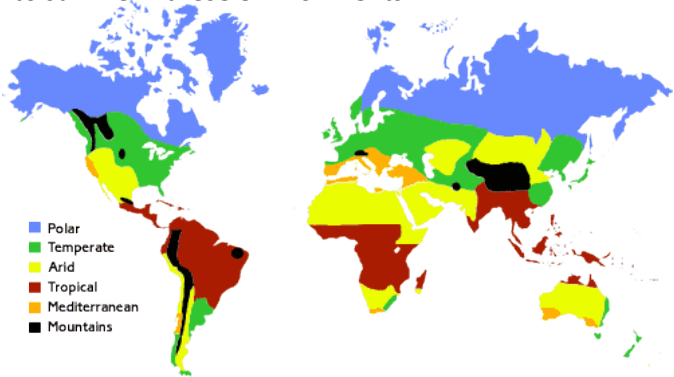 Polar
Temperate
Arid
Tropical
Mediterranean
Mountains